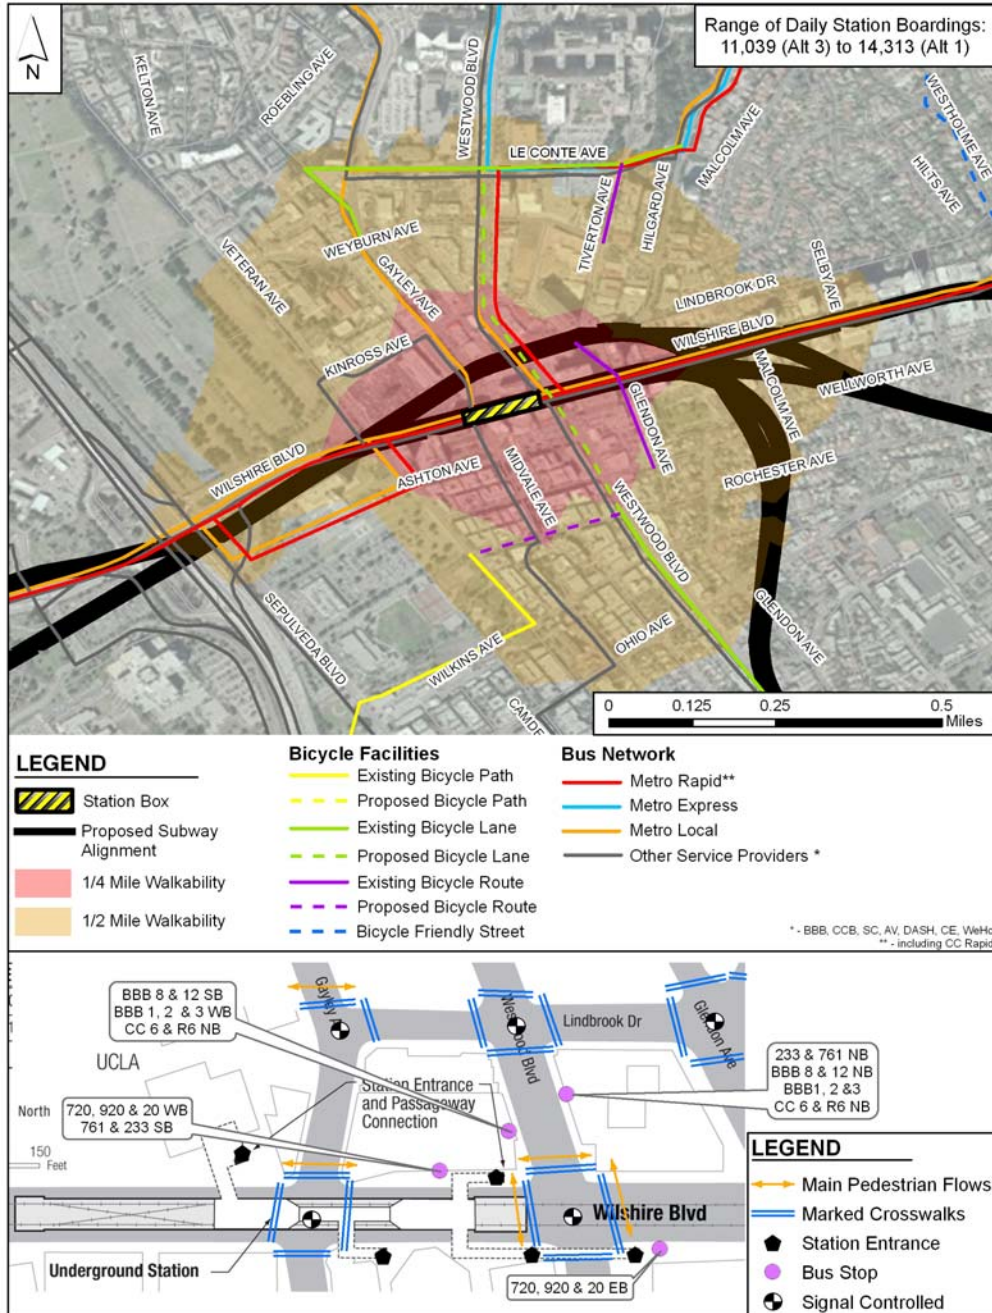 Range of Daily Station Boardings:
11,039 (Alt 3) to 14,313 (Alt 1)
N
KELTON AVE
ROEBLING AVE
WESTWOOD BLVD
WESTHOLME AVE
LE CONTE AVE
MALCOLM AVE
HILTS AVE
TIVERTON AVE
HILGARD AVE
WEYBURN AVE
VETERAN AVE
GAYLEY AVE
SELBY AVE
LINDBROOK DR
WILSHIRE BLVD
KINROSS AVE
MALCOLM AVE
WELLWORTH AVE
GLENDON AVE
WILSHIRE BLVD
ASHTON AVE
MIDVALE AVE
ROCHESTER AVE
WESTWOOD BLVD
SEPULVEDA BLVD
GLENDON AVE
WILKINS AVE
OHIO AVE
CAMDE
0 0.125 0.25 0.5
Miles
LEGEND
Station Box
Proposed Subway
Alignment
1/4 Mile Walkability
1/2 Mile Walkability
Bicycle Facilities
Existing Bicycle Path
Proposed Bicycle Path
Existing Bicycle Lane
Proposed Bicycle Lane
Existing Bicycle Route
Proposed Bicycle Route
Bicycle Friendly Street
Bus Network
Metro Rapid**
Metro Express
Metro Local
Other Service Providers *
* - BBB, CCB, SC, AV, DASH, CE, WeHo
** - including CC Rapid
BBB 8 & 12 SB
BBB 1, 2 & 3 WB
CC 6 & R6 NB
Gayley A
Westwood Blvd
Lindbrook Dr
Glendon Ave
UCLA
Station Entrance
and Passageway
Connection
233 & 761 NB
BBB 8 & 12 NB
BBB1, 2 &3
CC 6 & R6 NB
North
720, 920 & 20 WB
761 & 233 SB
150
Feet
Wilshire Blvd
Underground Station
720, 920 & 20 EB
LEGEND
Main Pedestrian Flows
Marked Crosswalks
Station Entrance
Bus Stop
Signal Controlled